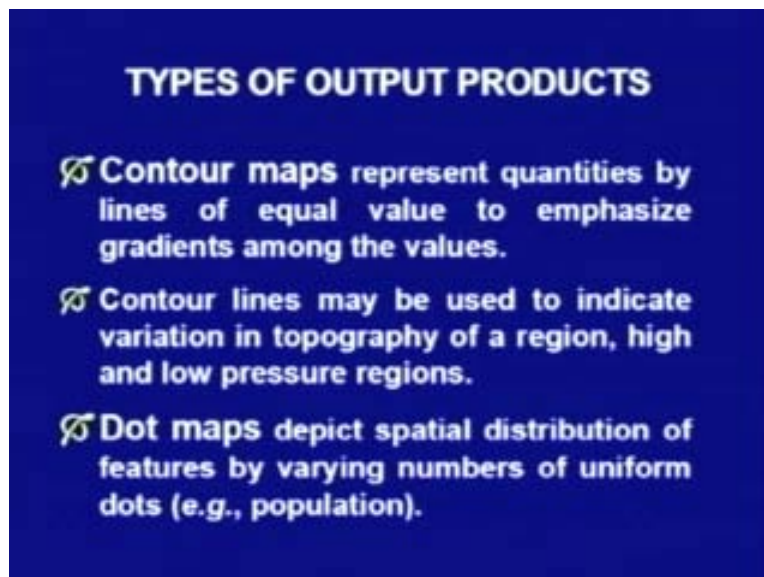 TYPES OF OUTPUT PRODUCTS
Contour maps represent quantities by
lines of equal value to emphasize
gradients among the values.
Contour lines may be used to indicate
variation in topography of a region, high
and low pressure regions.
Dot maps depict spatial distribution of
features by varying numbers of uniform
dots (e.g., population).